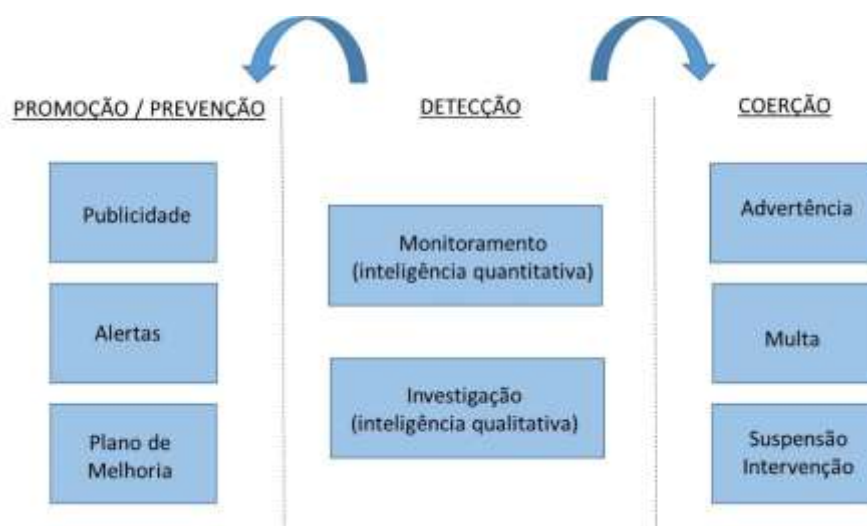 PROMOÇÃO / PREVENÇÃO
Publicidade
Alertas
Plano de
Melhoria
DETECÇÃO
Monitoramento
(inteligência quantitativa)
Investigação
(inteligência qualitativa)
COERÇÃO
Advertência
Multa
Suspensão
Intervenção